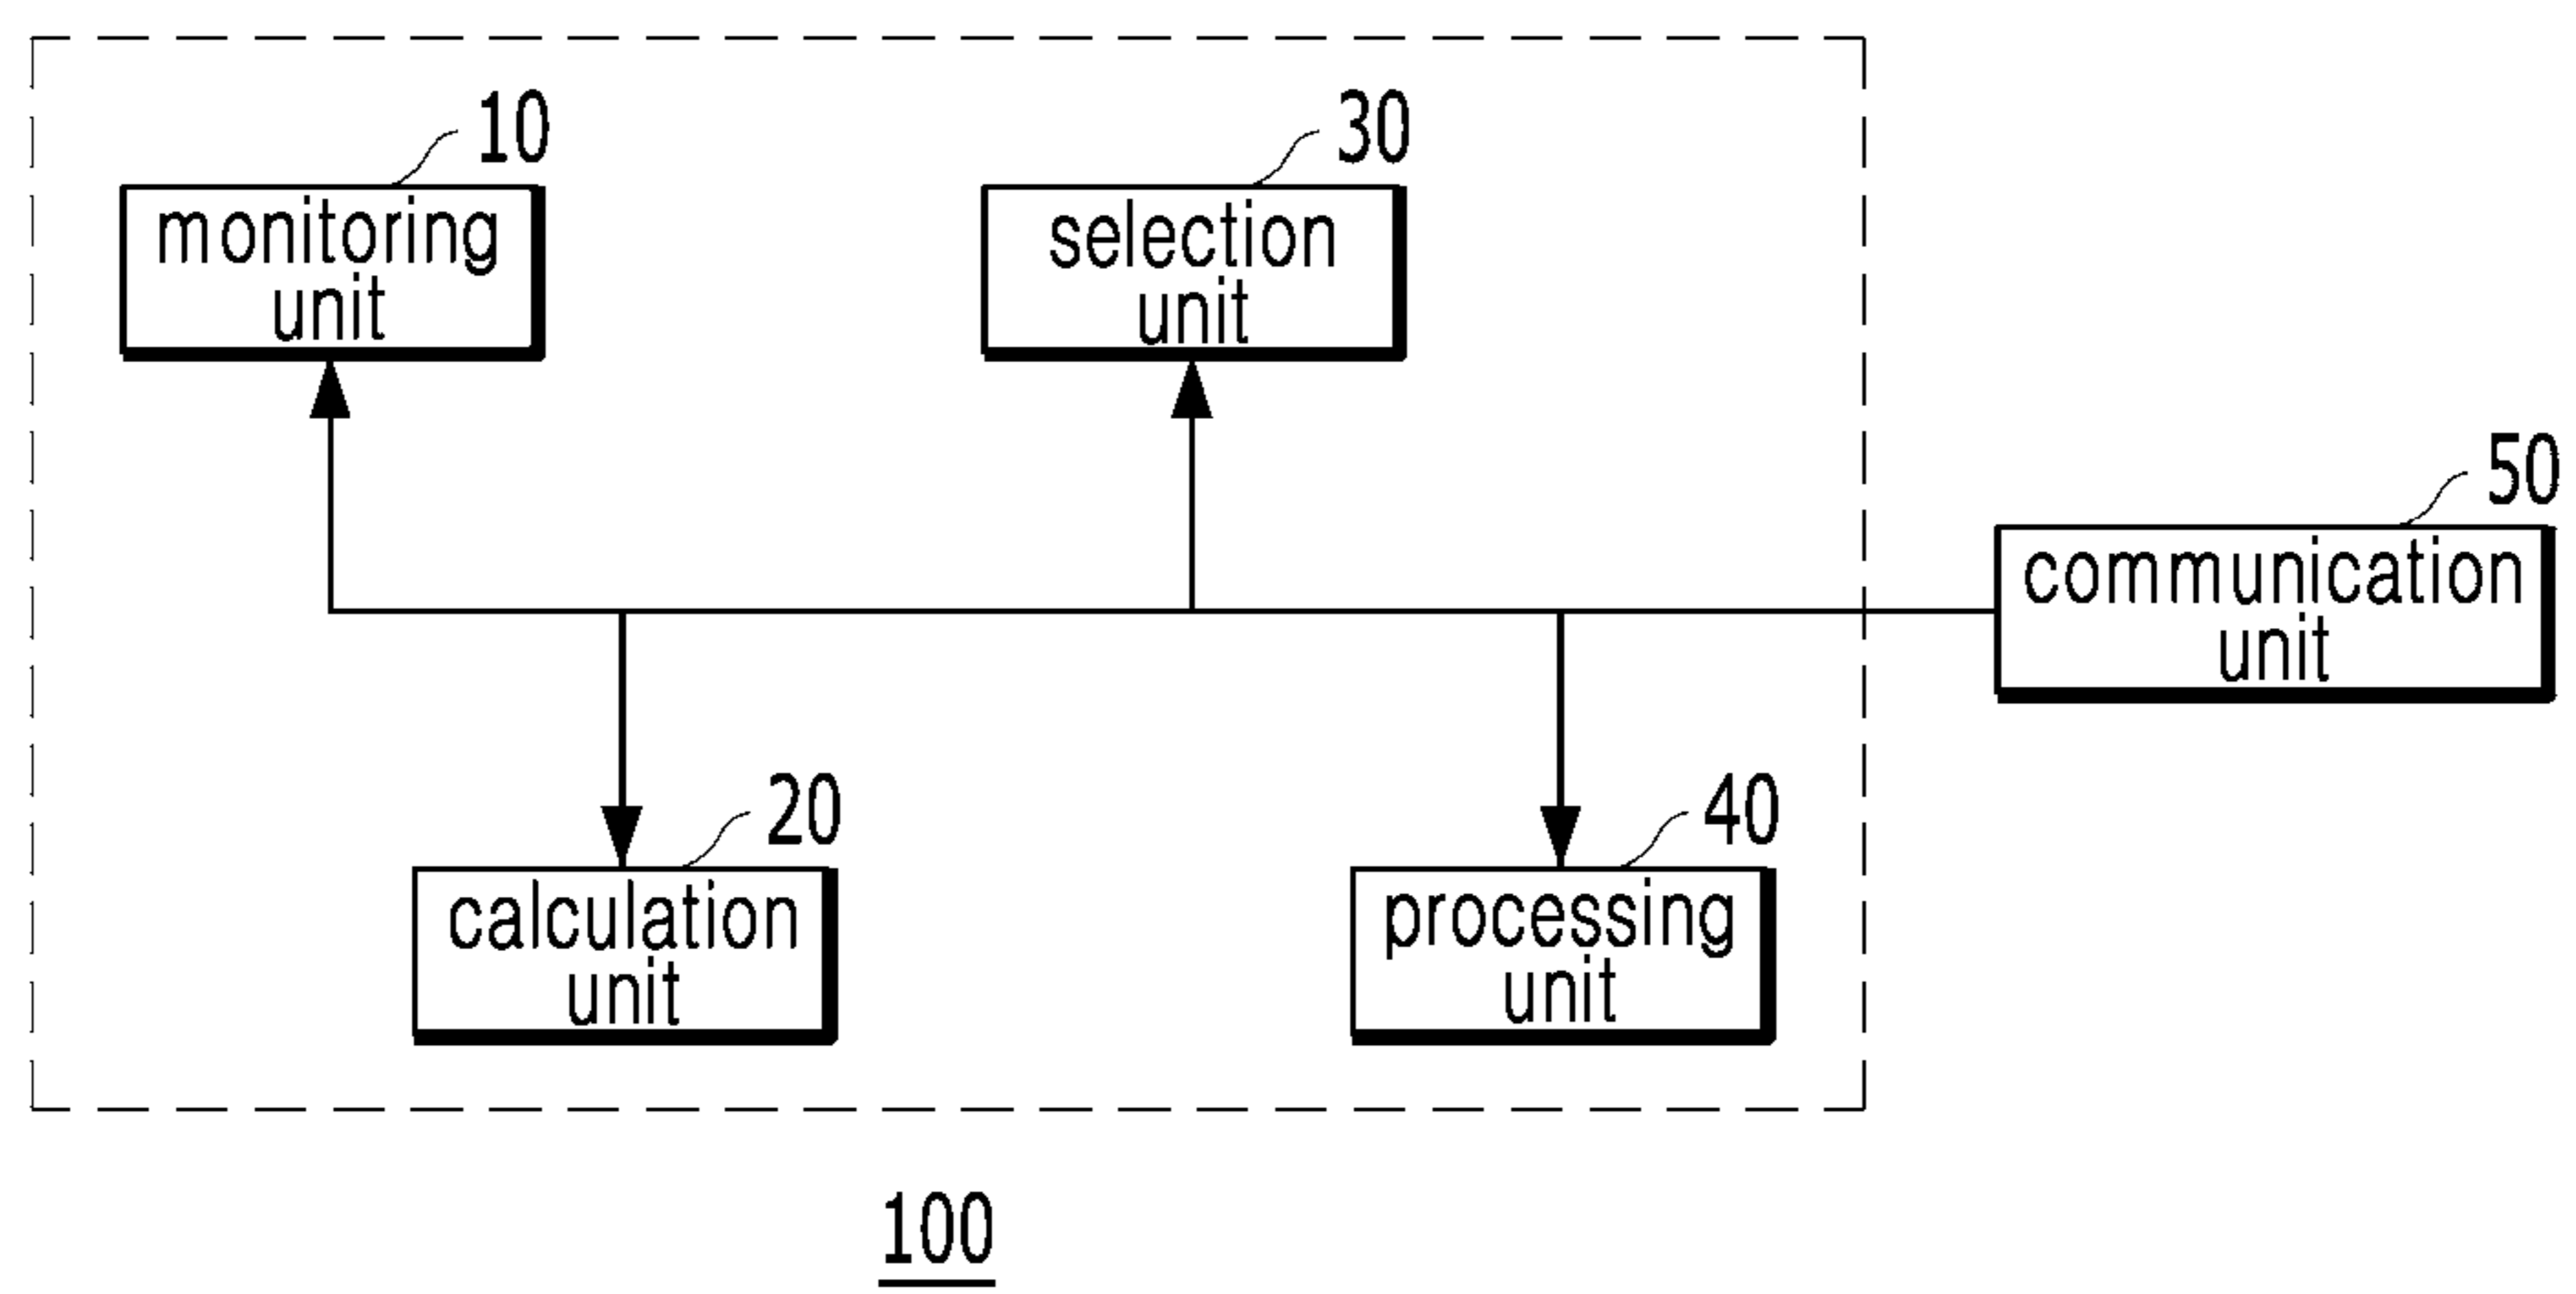 10
monitoring
unit
30
selection
unit
50
communication
unit
20
calculation
unit
40
processing
unit
100